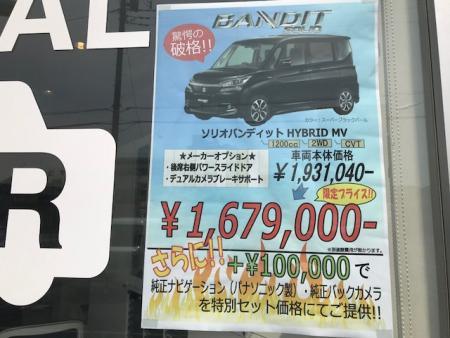 AL
R
BANDIT
SOLIO
驚愕の
破格!!
カラー：スーパーブラックパール
ソリオバンディット HYBRID MV
1200cc 2WD CVT
★メーカーオプション★
・後席右側パワースライドドア
・デュアルカメラブレーキサポート
車両本体価格
¥1,931,040-
限定プライス!!
¥1,679,000-
※別途諸費用が掛かります。
さらに!! +¥100,000で
純正ナビゲーション（パナソニック製）・純正バックカメラ
を特別セット価格にてご提供!!